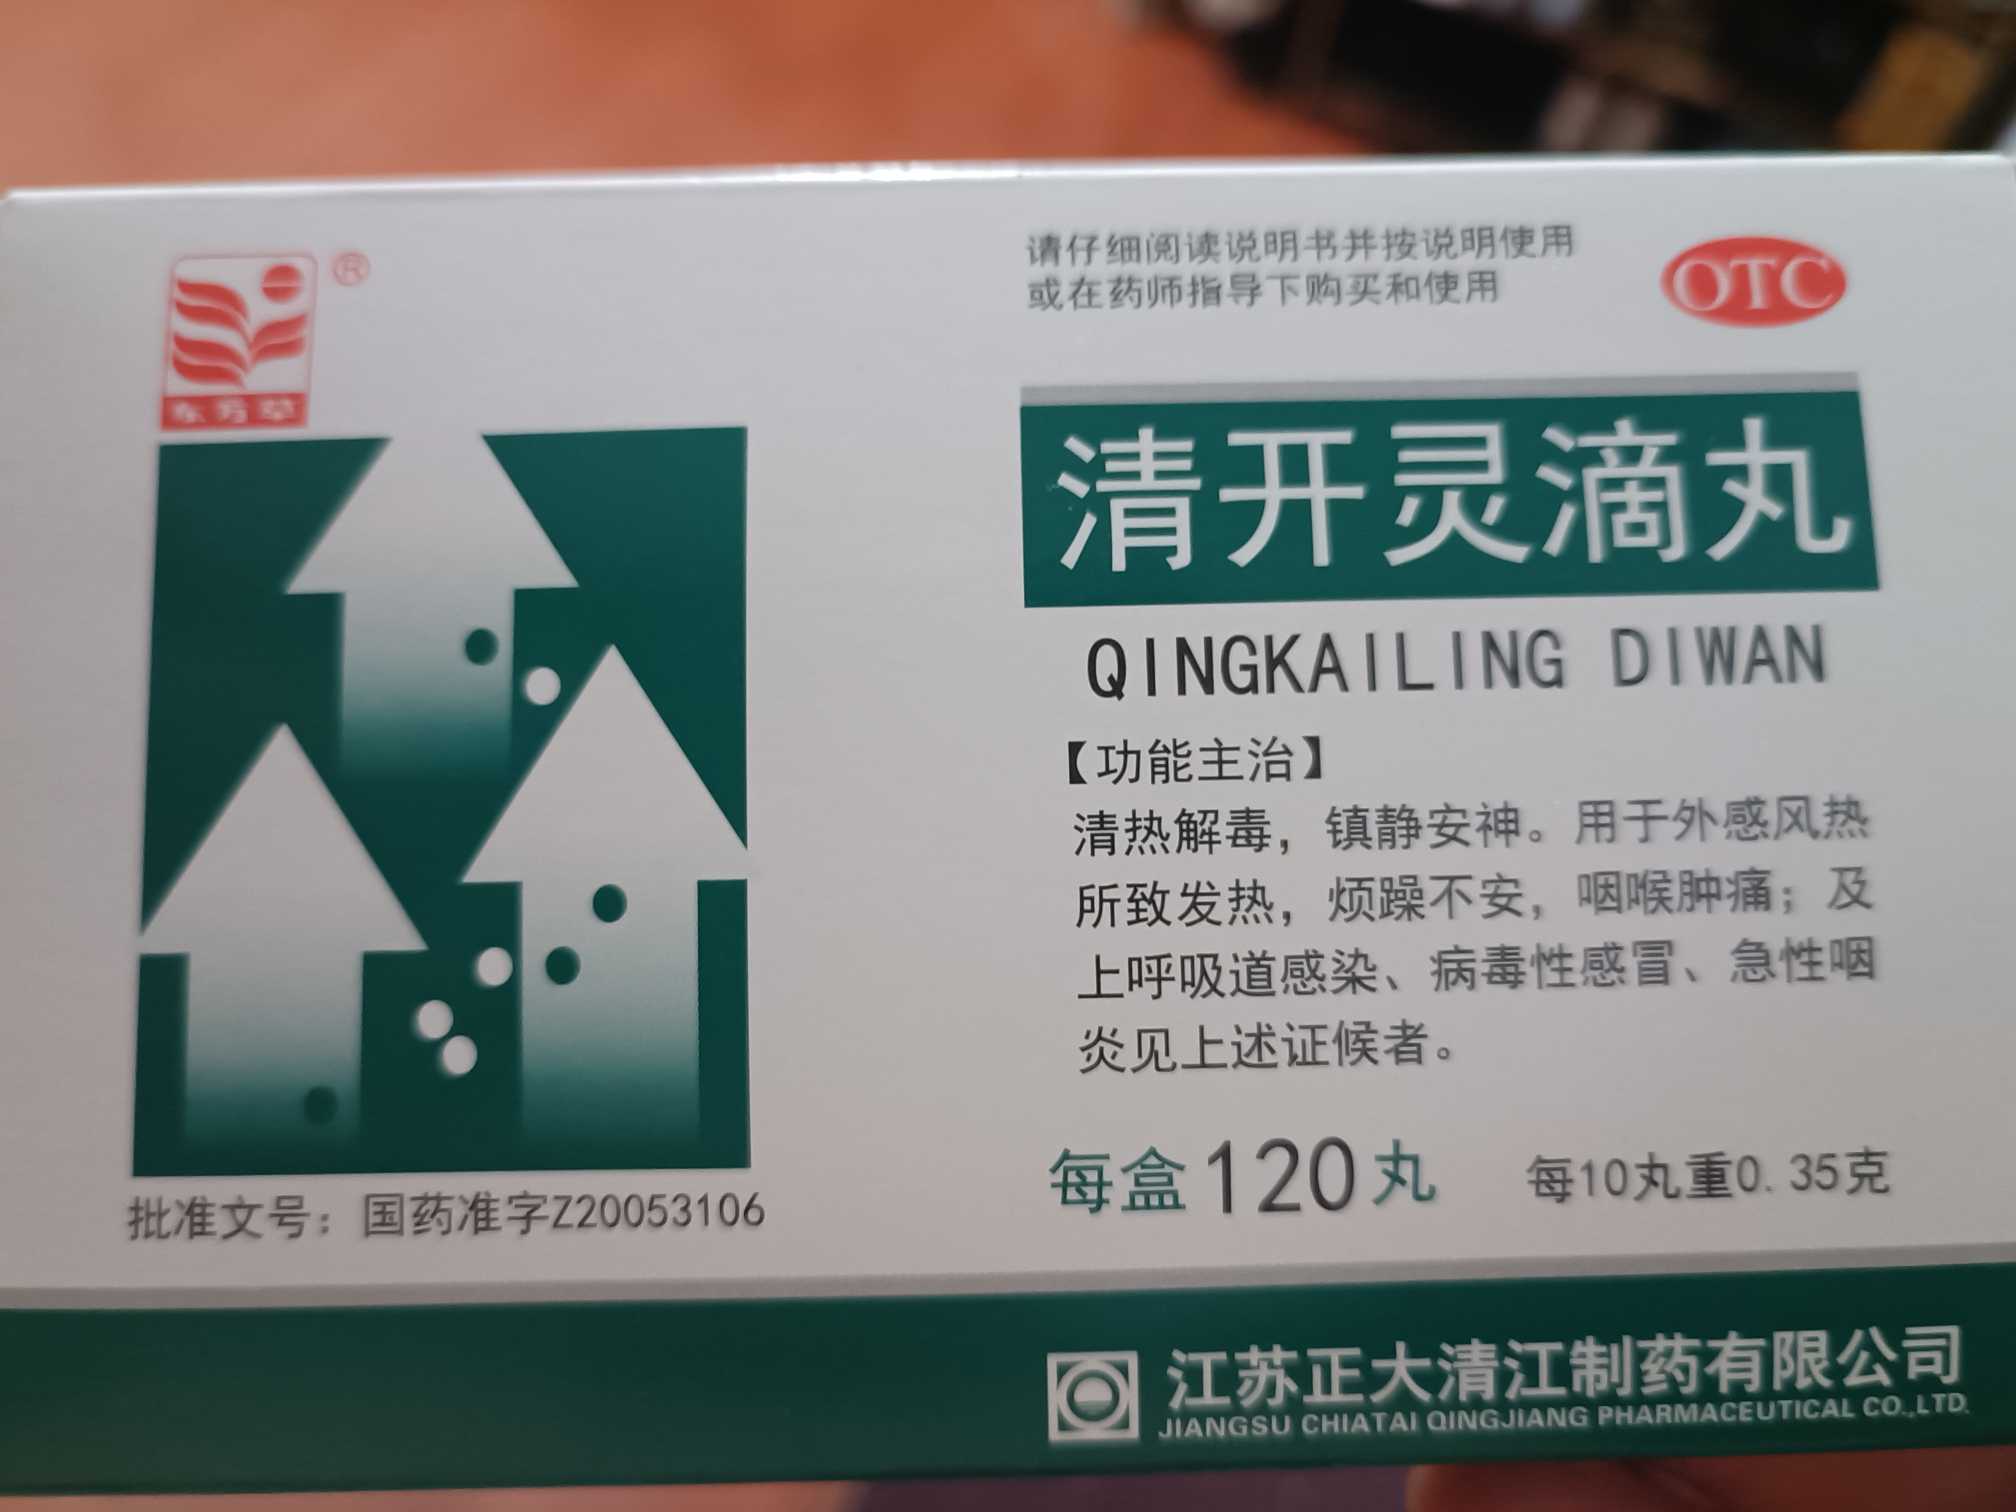 东方草
®
请仔细阅读说明书并按说明使用
或在药师指导下购买和使用
OTC
清开灵滴丸
QINGKAILING DIWAN
【功能主治】
清热解毒，镇静安神。用于外感风热
所致发热，烦躁不安，咽喉肿痛；及
上呼吸道感染、病毒性感冒、急性咽
炎见上述证候者。
每盒120丸 每10丸重0.35克
批准文号：国药准字Z20053106
江苏正大清江制药有限公司
JIANGSU CHIATAI QINGJIANG PHARMACEUTICAL CO.,LTD.